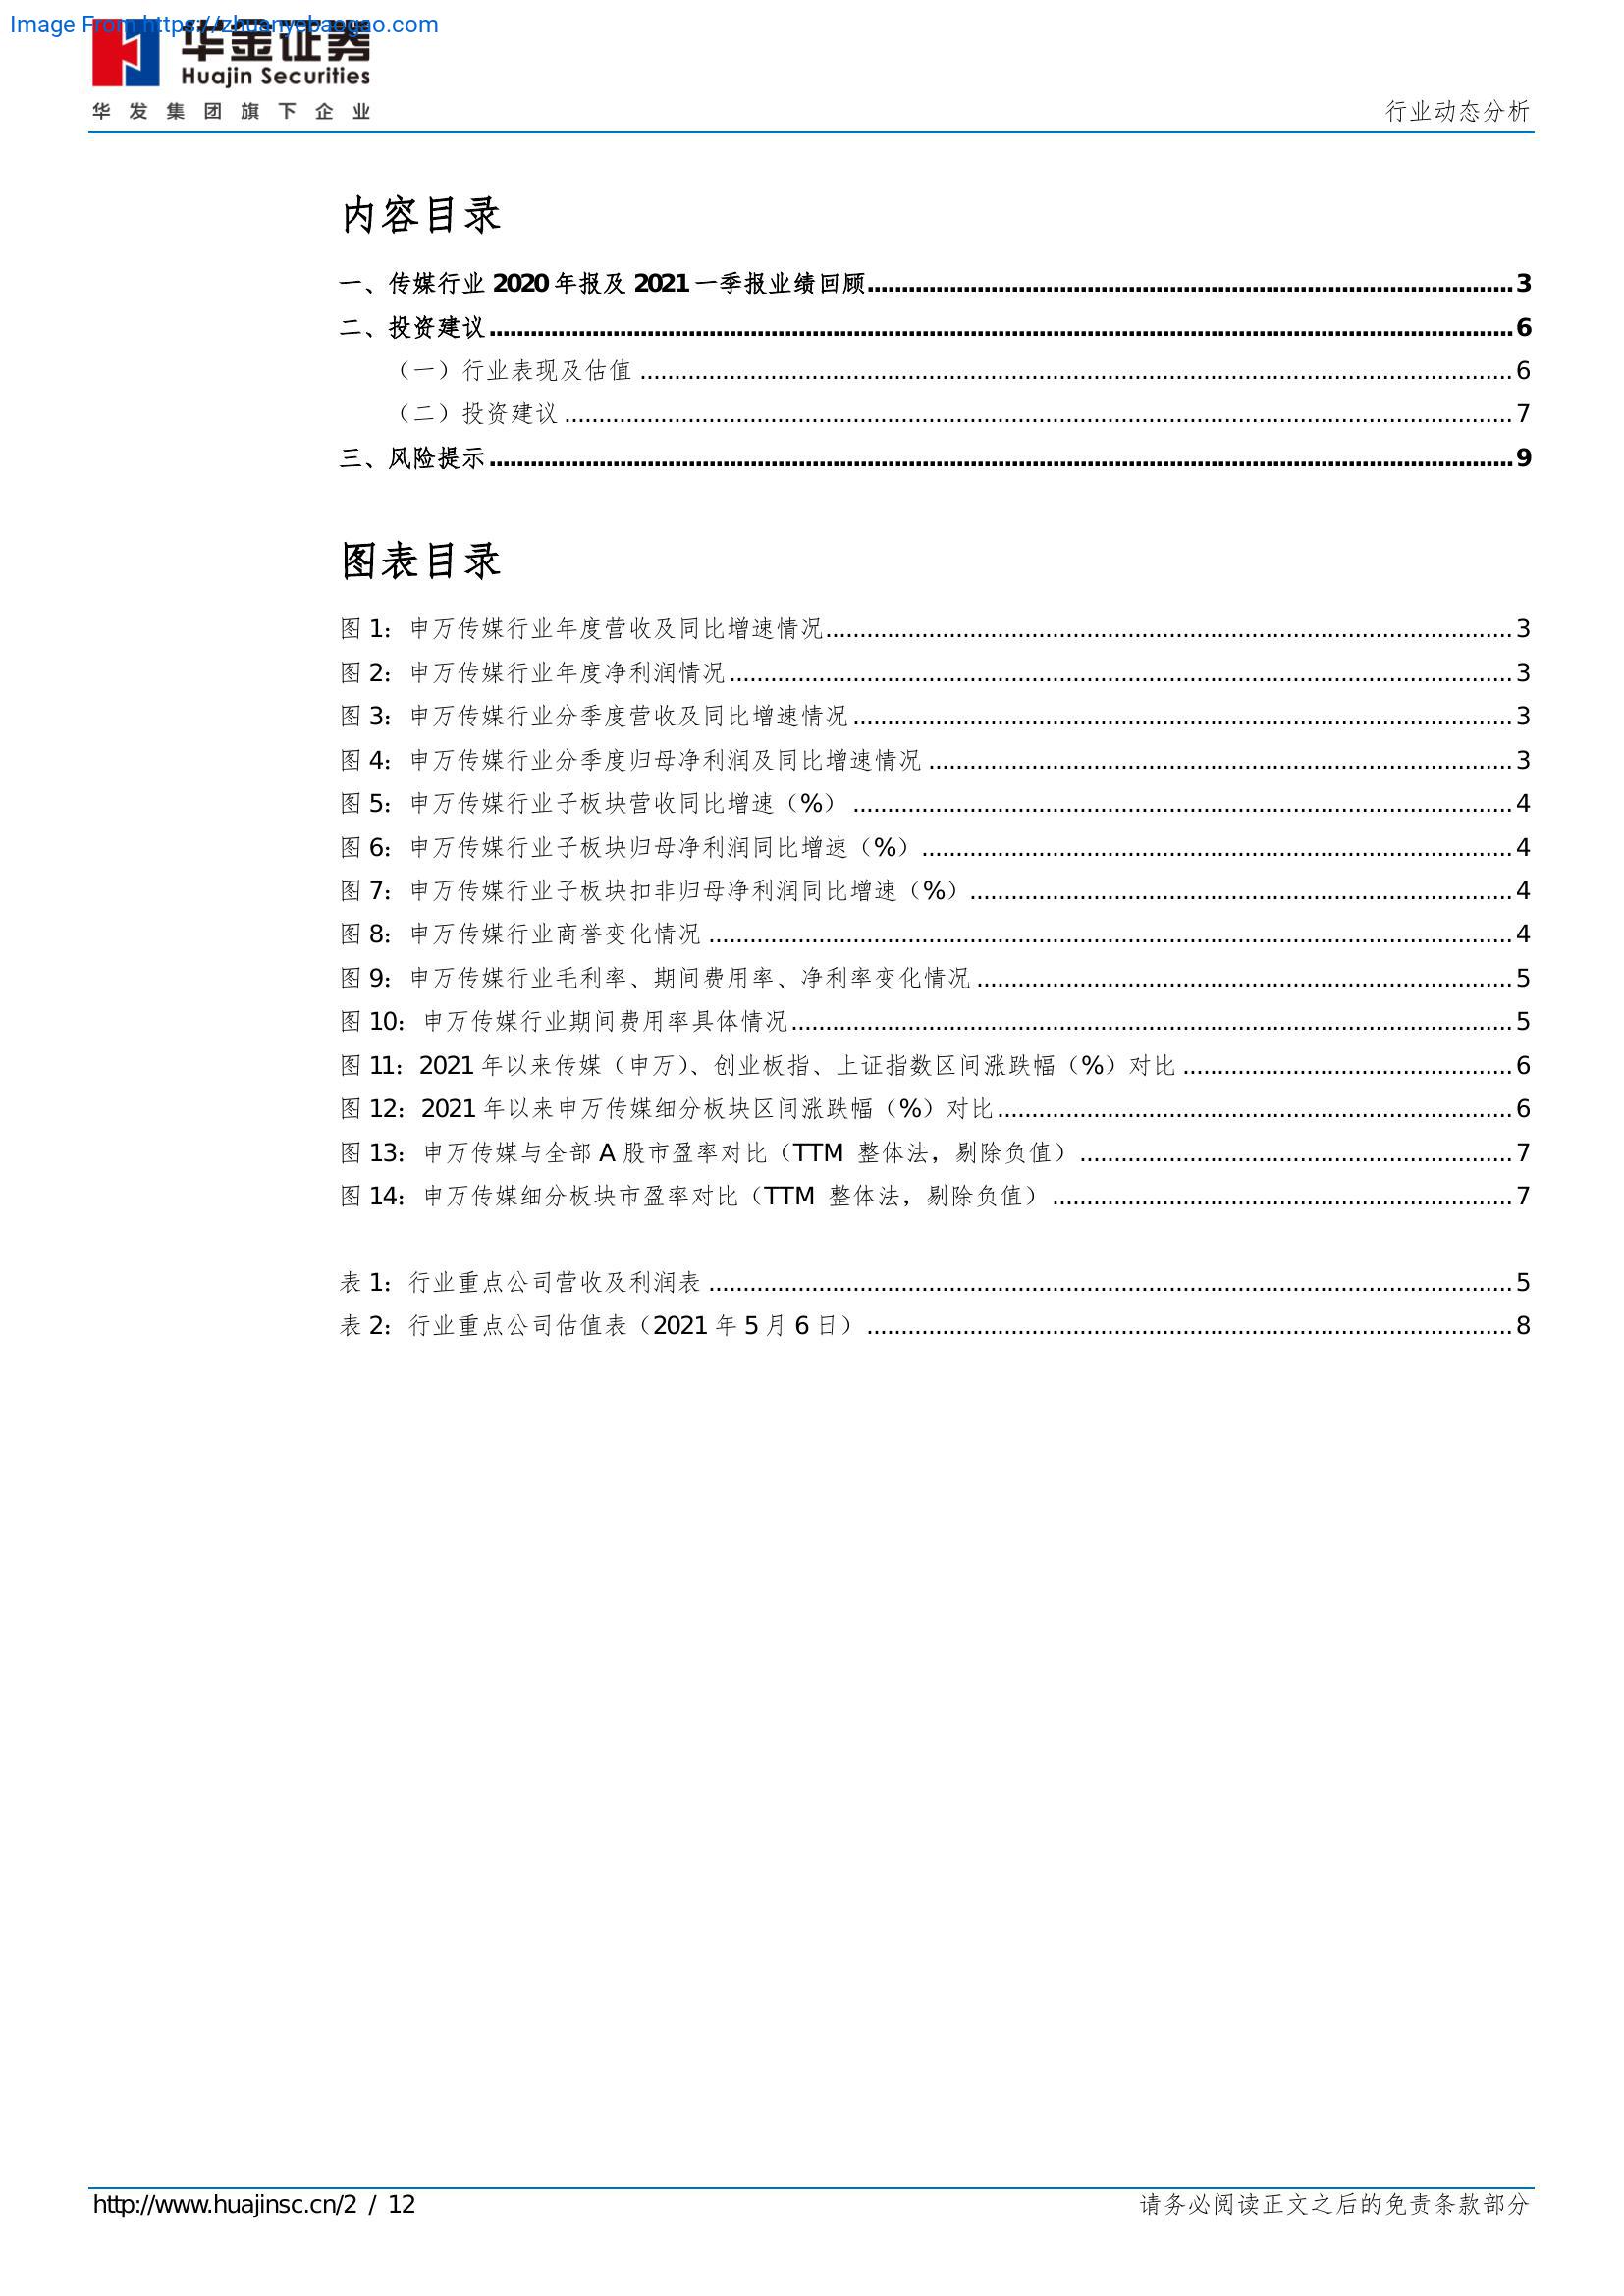 Image From https://zhuanyebaogao.com
华金证券
Huajin Securities
华发集团旗下企业
行业动态分析
内容目录
一、传媒行业 2020 年报及 2021 一季报业绩回顾 3
二、投资建议 6
（一）行业表现及估值 6
（二）投资建议 7
三、风险提示 9
图表目录
图 1：申万传媒行业年度营收及同比增速情况 3
图 2：申万传媒行业年度净利润情况 3
图 3：申万传媒行业分季度营收及同比增速情况 3
图 4：申万传媒行业分季度归母净利润及同比增速情况 3
图 5：申万传媒行业子板块营收同比增速（%） 4
图 6：申万传媒行业子板块归母净利润同比增速（%） 4
图 7：申万传媒行业子板块扣非归母净利润同比增速（%） 4
图 8：申万传媒行业商誉变化情况 4
图 9：申万传媒行业毛利率、期间费用率、净利率变化情况 5
图 10：申万传媒行业期间费用率具体情况 5
图 11：2021 年以来传媒（申万）、创业板指、上证指数区间涨跌幅（%）对比 6
图 12：2021 年以来申万传媒细分板块区间涨跌幅（%）对比 6
图 13：申万传媒与全部 A 股市盈率对比（TTM 整体法，剔除负值） 7
图 14：申万传媒细分板块市盈率对比（TTM 整体法，剔除负值） 7
表 1：行业重点公司营收及利润表 5
表 2：行业重点公司估值表（2021 年 5 月 6 日） 8
http://www.huajinsc.cn/2 / 12
请务必阅读正文之后的免责条款部分